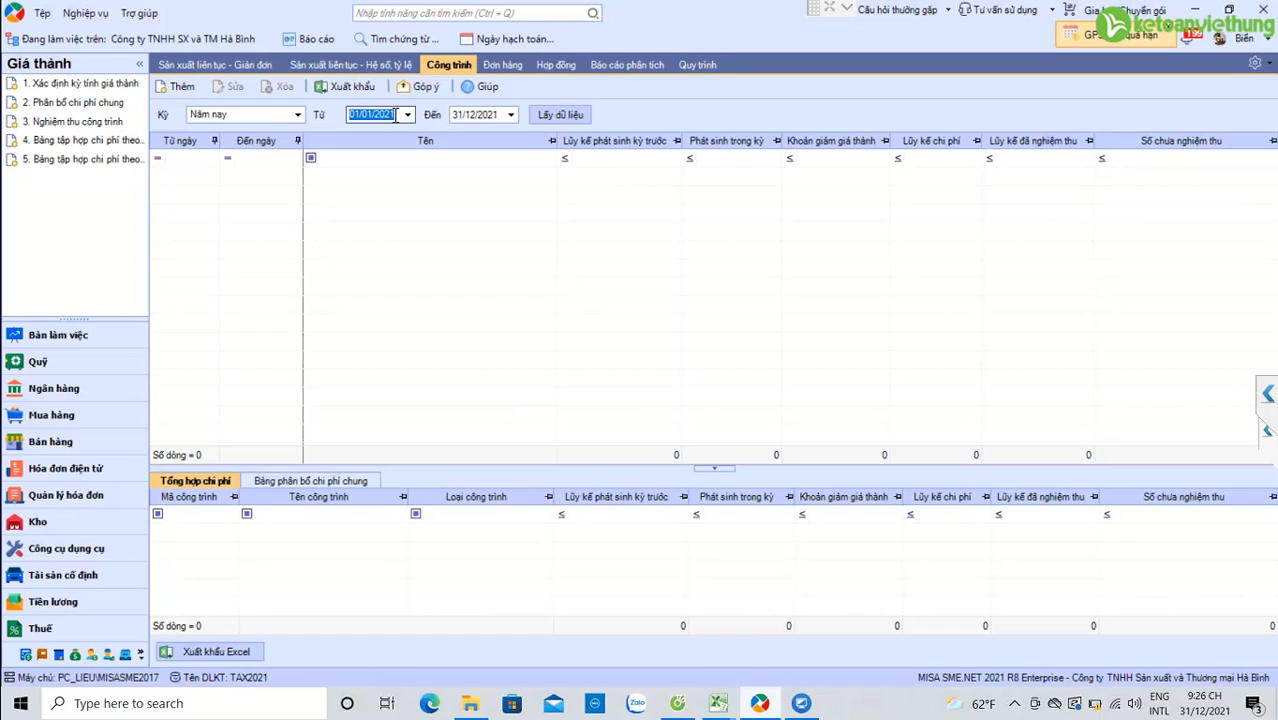 Tệp Nghiệp vụ Trợ giúp
Nhập tính năng cần tìm kiếm (Ctrl + Q)
Câu hỏi thường gặp Tư vấn sử dụng Chuyển gói
ketoanviethung
Đang làm việc trên: Công ty TNHH SX và TM Hà Bình
Báo cáo Tìm chứng từ ... Ngày hạch toán...
199 Biển
Giá thành
Sản xuất liên tục - Giản đơn Sản xuất liên tục - Hệ số, tỷ lệ Công trình Đơn hàng Hợp đồng Báo cáo phân tích Quy trình
1. Xác định kỳ tính giá thành
2. Phân bổ chi phí chung
3. Nghiệm thu công trình
4. Bảng tập hợp chi phí theo...
5. Bảng tập hợp chi phí theo...
Thêm Sửa Xóa Xuất khẩu Góp ý Giúp
Kỳ Năm nay Từ 01/01/2021 Đến 31/12/2021 Lấy dữ liệu
Từ ngày Đến ngày Tên Lũy kế phát sinh kỳ trước Phát sinh trong kỳ Khoản giảm giá thành Lũy kế chi phí Lũy kế đã nghiệm thu Số chưa nghiệm thu
= = ≤ ≤ ≤ ≤ ≤ ≤
Số dòng = 0 0 0 0 0 0
Bàn làm việc
Quỹ
Ngân hàng
Mua hàng
Bán hàng
Hóa đơn điện tử
Quản lý hóa đơn
Kho
Công cụ dụng cụ
Tài sản cố định
Tiền lương
Thuế
Tổng hợp chi phí Bảng phân bổ chi phí chung
Mã công trình Tên công trình Loại công trình Lũy kế phát sinh kỳ trước Phát sinh trong kỳ Khoản giảm giá thành Lũy kế chi phí Lũy kế đã nghiệm thu Số chưa nghiệm thu
≤ ≤ ≤ ≤ ≤ ≤
Số dòng = 0 0 0 0 0 0 0
Xuất khẩu Excel
Máy chủ: PC_LIEU\MISASME2017 Tên DLKT: TAX2021 MISA SME.NET 2021 R8 Enterprise - Công ty TNHH Sản xuất và Thương mại Hà Bình
Type here to search
Zalo
62°F
ENG
INTL
9:26 CH
31/12/2021
3